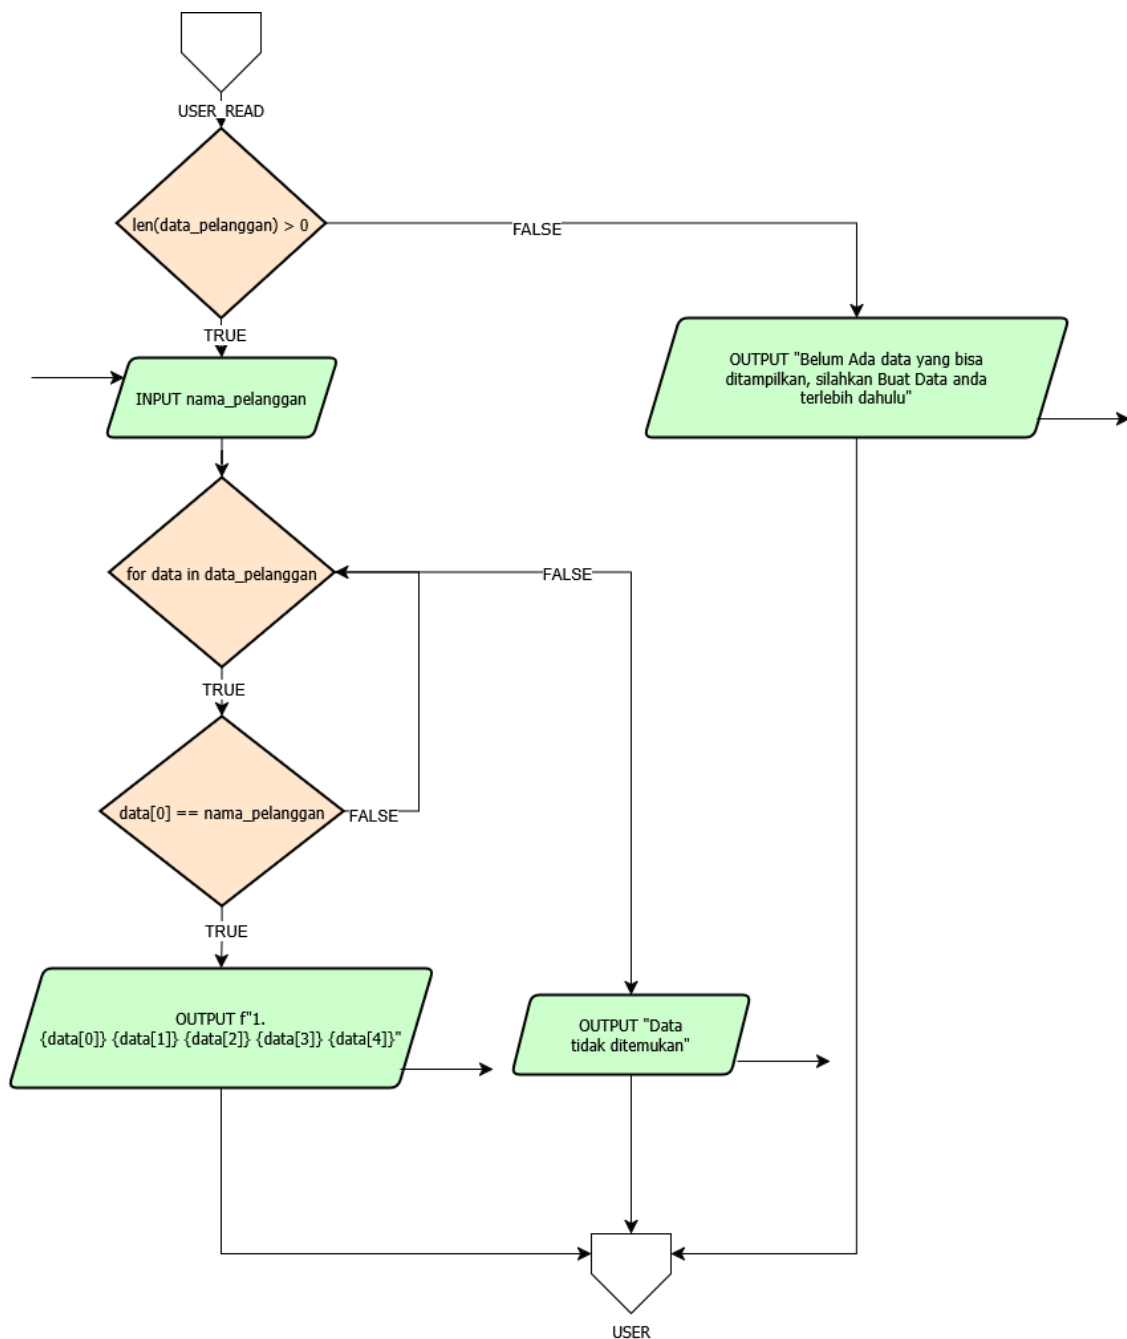 USER_READ
len(data_pelanggan) > 0
FALSE
TRUE
INPUT nama_pelanggan
OUTPUT "Belum Ada data yang bisa
ditampilkan, silahkan Buat Data anda
terlebih dahulu"
for data in data_pelanggan
FALSE
TRUE
data[0] == nama_pelanggan
FALSE
TRUE
OUTPUT f"1.
{data[0]} {data[1]} {data[2]} {data[3]} {data[4]}"
OUTPUT "Data
tidak ditemukan"
USER